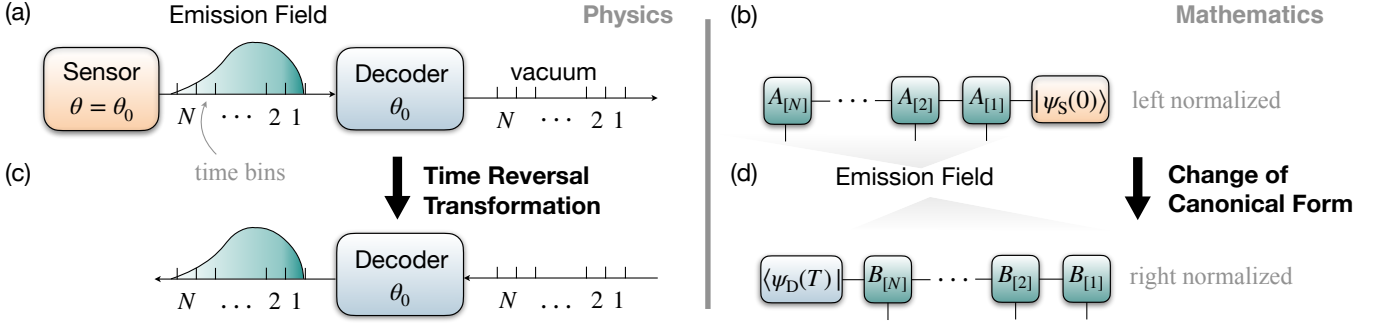 (a)
Emission Field
Physics
Sensor
θ = θ₀
Decoder
θ₀
vacuum
N ⋯ 2 1
N ⋯ 2 1
time bins
(c)
Time Reversal
Transformation
Decoder
θ₀
N ⋯ 2 1
N ⋯ 2 1
(b)
Mathematics
A[N] ⋯ A[2] A[1] |ψS(0)⟩ left normalized
(d)
Emission Field
Change of
Canonical Form
⟨ψD(T)| B[N] ⋯ B[2] B[1] right normalized